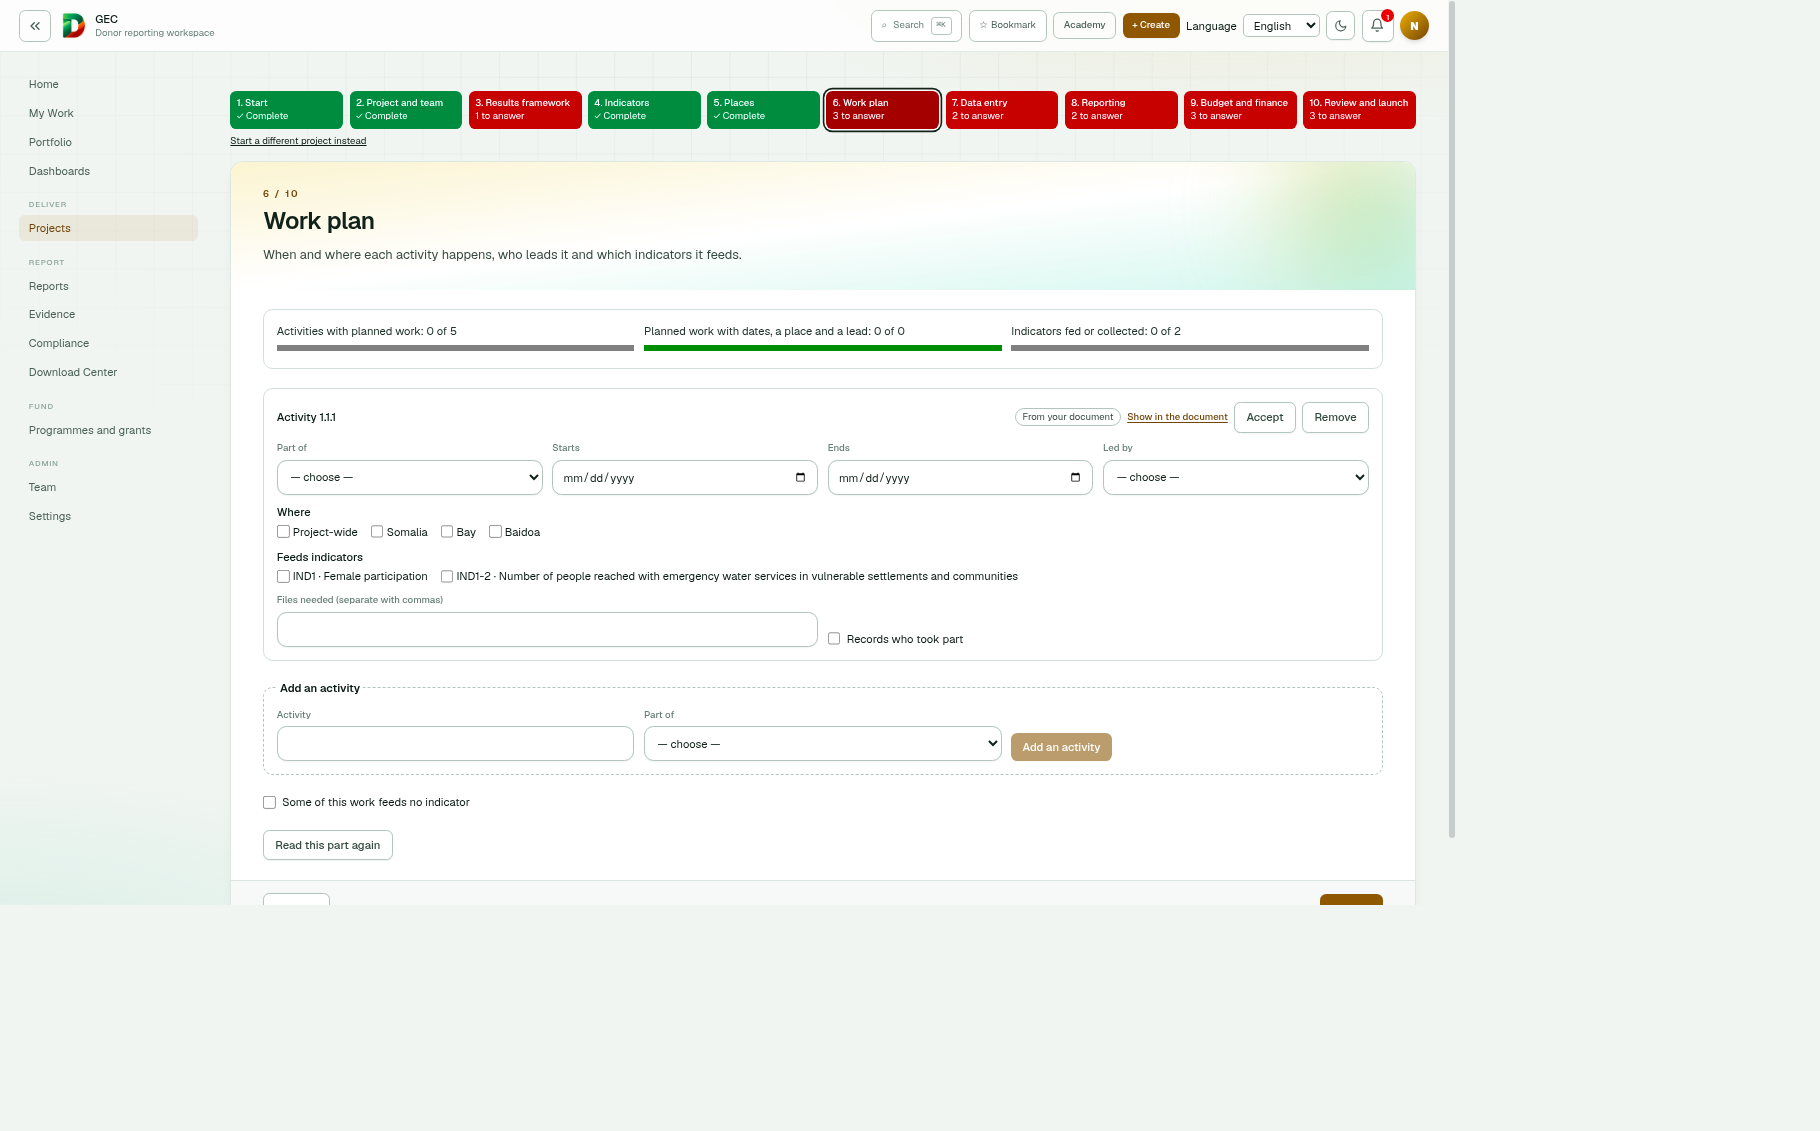 GEC
Donor reporting workspace
Search ⌘K
☆ Bookmark
Academy
+ Create
Language
English
1
N
Home
My Work
Portfolio
Dashboards
DELIVER
Projects
REPORT
Reports
Evidence
Compliance
Download Center
FUND
Programmes and grants
ADMIN
Team
Settings
1. Start
✓ Complete
2. Project and team
✓ Complete
3. Results framework
1 to answer
4. Indicators
✓ Complete
5. Places
✓ Complete
6. Work plan
3 to answer
7. Data entry
2 to answer
8. Reporting
2 to answer
9. Budget and finance
3 to answer
10. Review and launch
3 to answer
Start a different project instead
6 / 10
Work plan
When and where each activity happens, who leads it and which indicators it feeds.
Activities with planned work: 0 of 5
Planned work with dates, a place and a lead: 0 of 0
Indicators fed or collected: 0 of 2
Activity 1.1.1
From your document
Show in the document
Accept
Remove
Part of
Starts
Ends
Led by
— choose —
mm/dd/yyyy
mm/dd/yyyy
— choose —
Where
Project-wide Somalia Bay Baidoa
Feeds indicators
IND1 · Female participation IND1-2 · Number of people reached with emergency water services in vulnerable settlements and communities
Files needed (separate with commas)
Records who took part
Add an activity
Activity
Part of
— choose —
Add an activity
Some of this work feeds no indicator
Read this part again